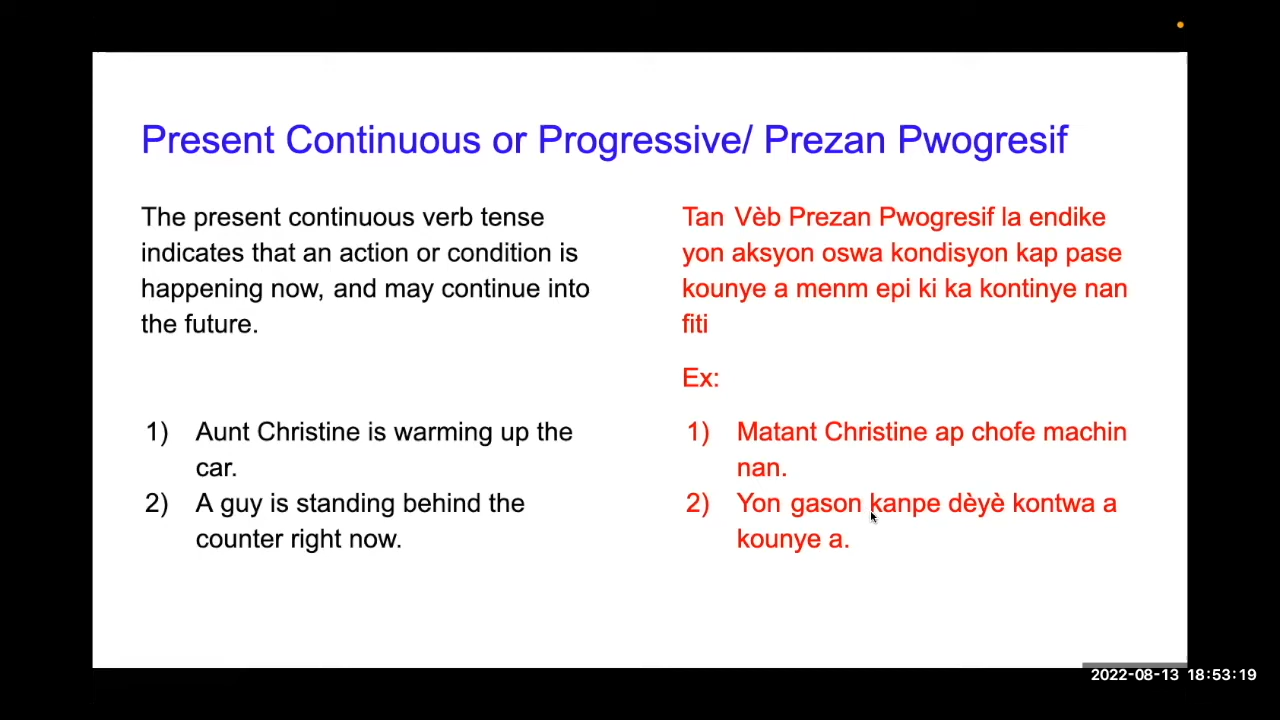 Present Continuous or Progressive/ Prezan Pwogresif
The present continuous verb tense
indicates that an action or condition is
happening now, and may continue into
the future.
1) Aunt Christine is warming up the
car.
2) A guy is standing behind the
counter right now.
Tan Vèb Prezan Pwogresif la endike
yon aksyon oswa kondisyon kap pase
kounye a menm epi ki ka kontinye nan
fiti
Ex:
1) Matant Christine ap chofe machin
nan.
2) Yon gason kanpe dèyè kontwa a
kounye a.
2022-08-13 18:53:19